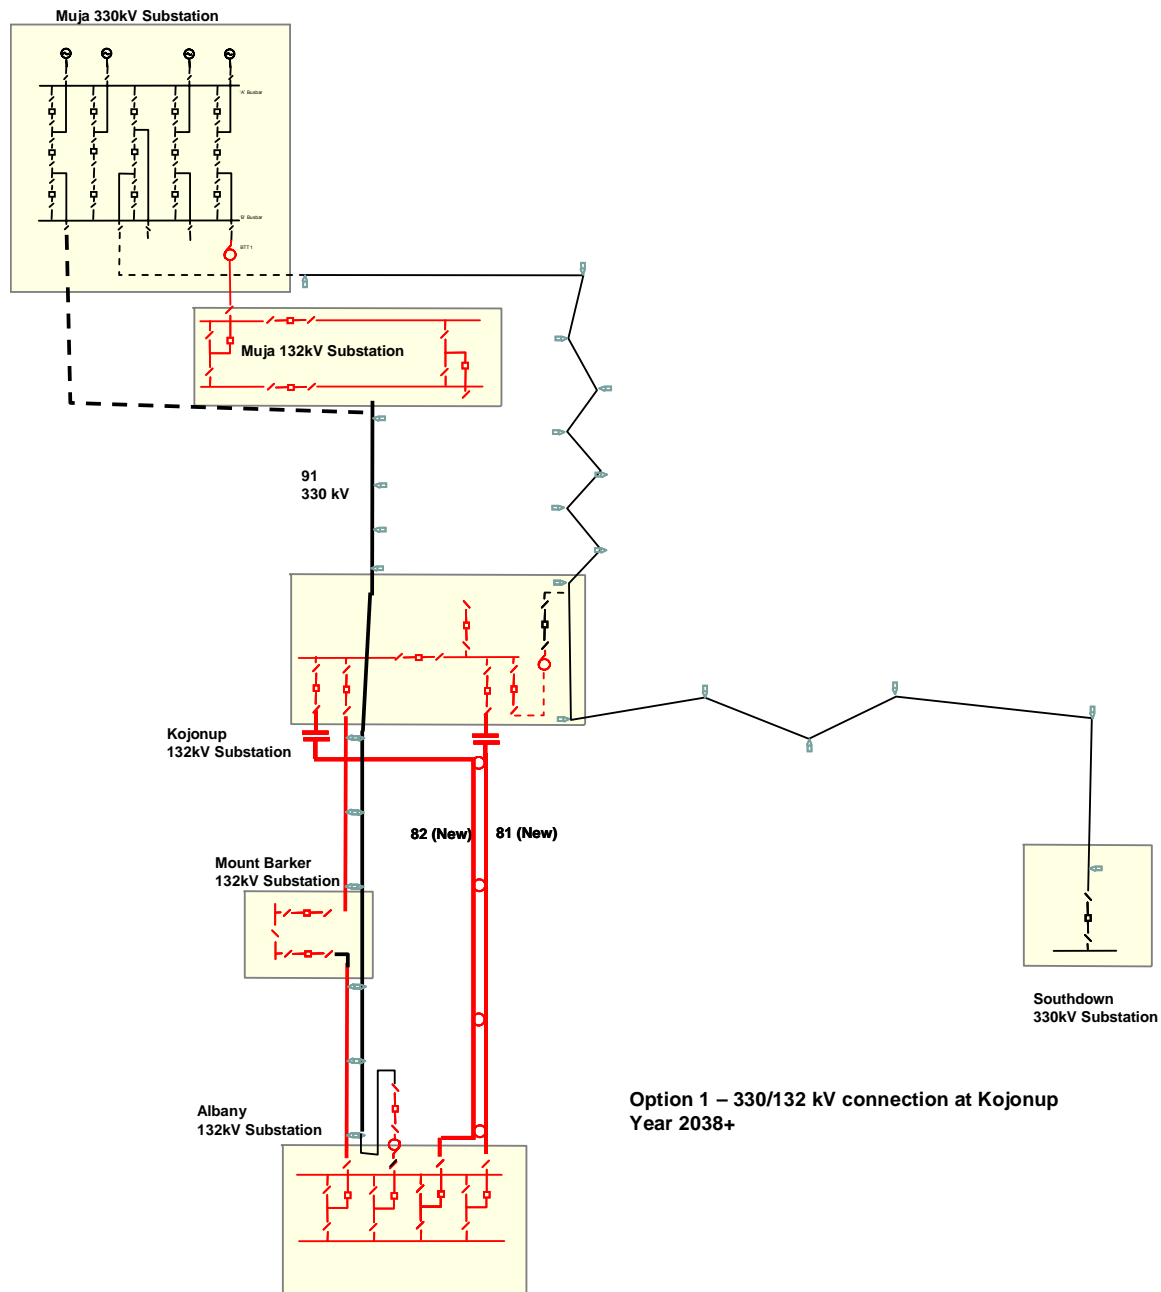 Muja 330kV Substation
'A' Busbar
'B' Busbar
BTT1
Muja 132kV Substation
91
330 kV
Kojonup
132kV Substation
82 (New)
81 (New)
Mount Barker
132kV Substation
Southdown
330kV Substation
Albany
132kV Substation
Option 1 – 330/132 kV connection at Kojonup
Year 2038+